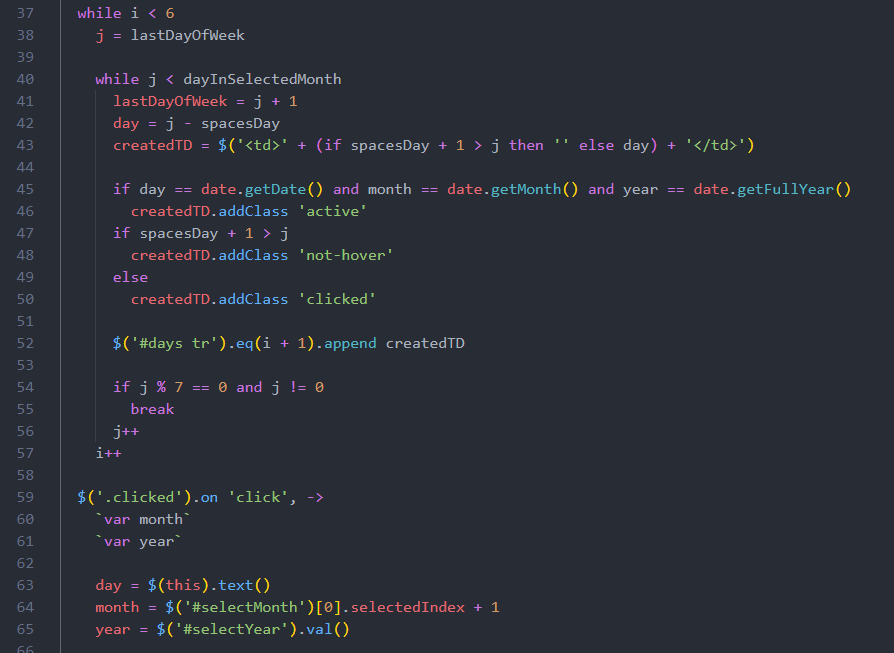 37 while i < 6
38 j = lastDayOfWeek
39
40 while j < dayInSelectedMonth
41 lastDayOfWeek = j + 1
42 day = j - spacesDay
43 createdTD = $('<td>' + (if spacesDay + 1 > j then '' else day) + '</td>')
44
45 if day == date.getDate() and month == date.getMonth() and year == date.getFullYear()
46 createdTD.addClass 'active'
47 if spacesDay + 1 > j
48 createdTD.addClass 'not-hover'
49 else
50 createdTD.addClass 'clicked'
51
52 $('#days tr').eq(i + 1).append createdTD
53
54 if j % 7 == 0 and j != 0
55 break
56 j++
57 i++
58
59 $('.clicked').on 'click', ->
60 `var month`
61 `var year`
62
63 day = $(this).text()
64 month = $('#selectMonth')[0].selectedIndex + 1
65 year = $('#selectYear').val()
66